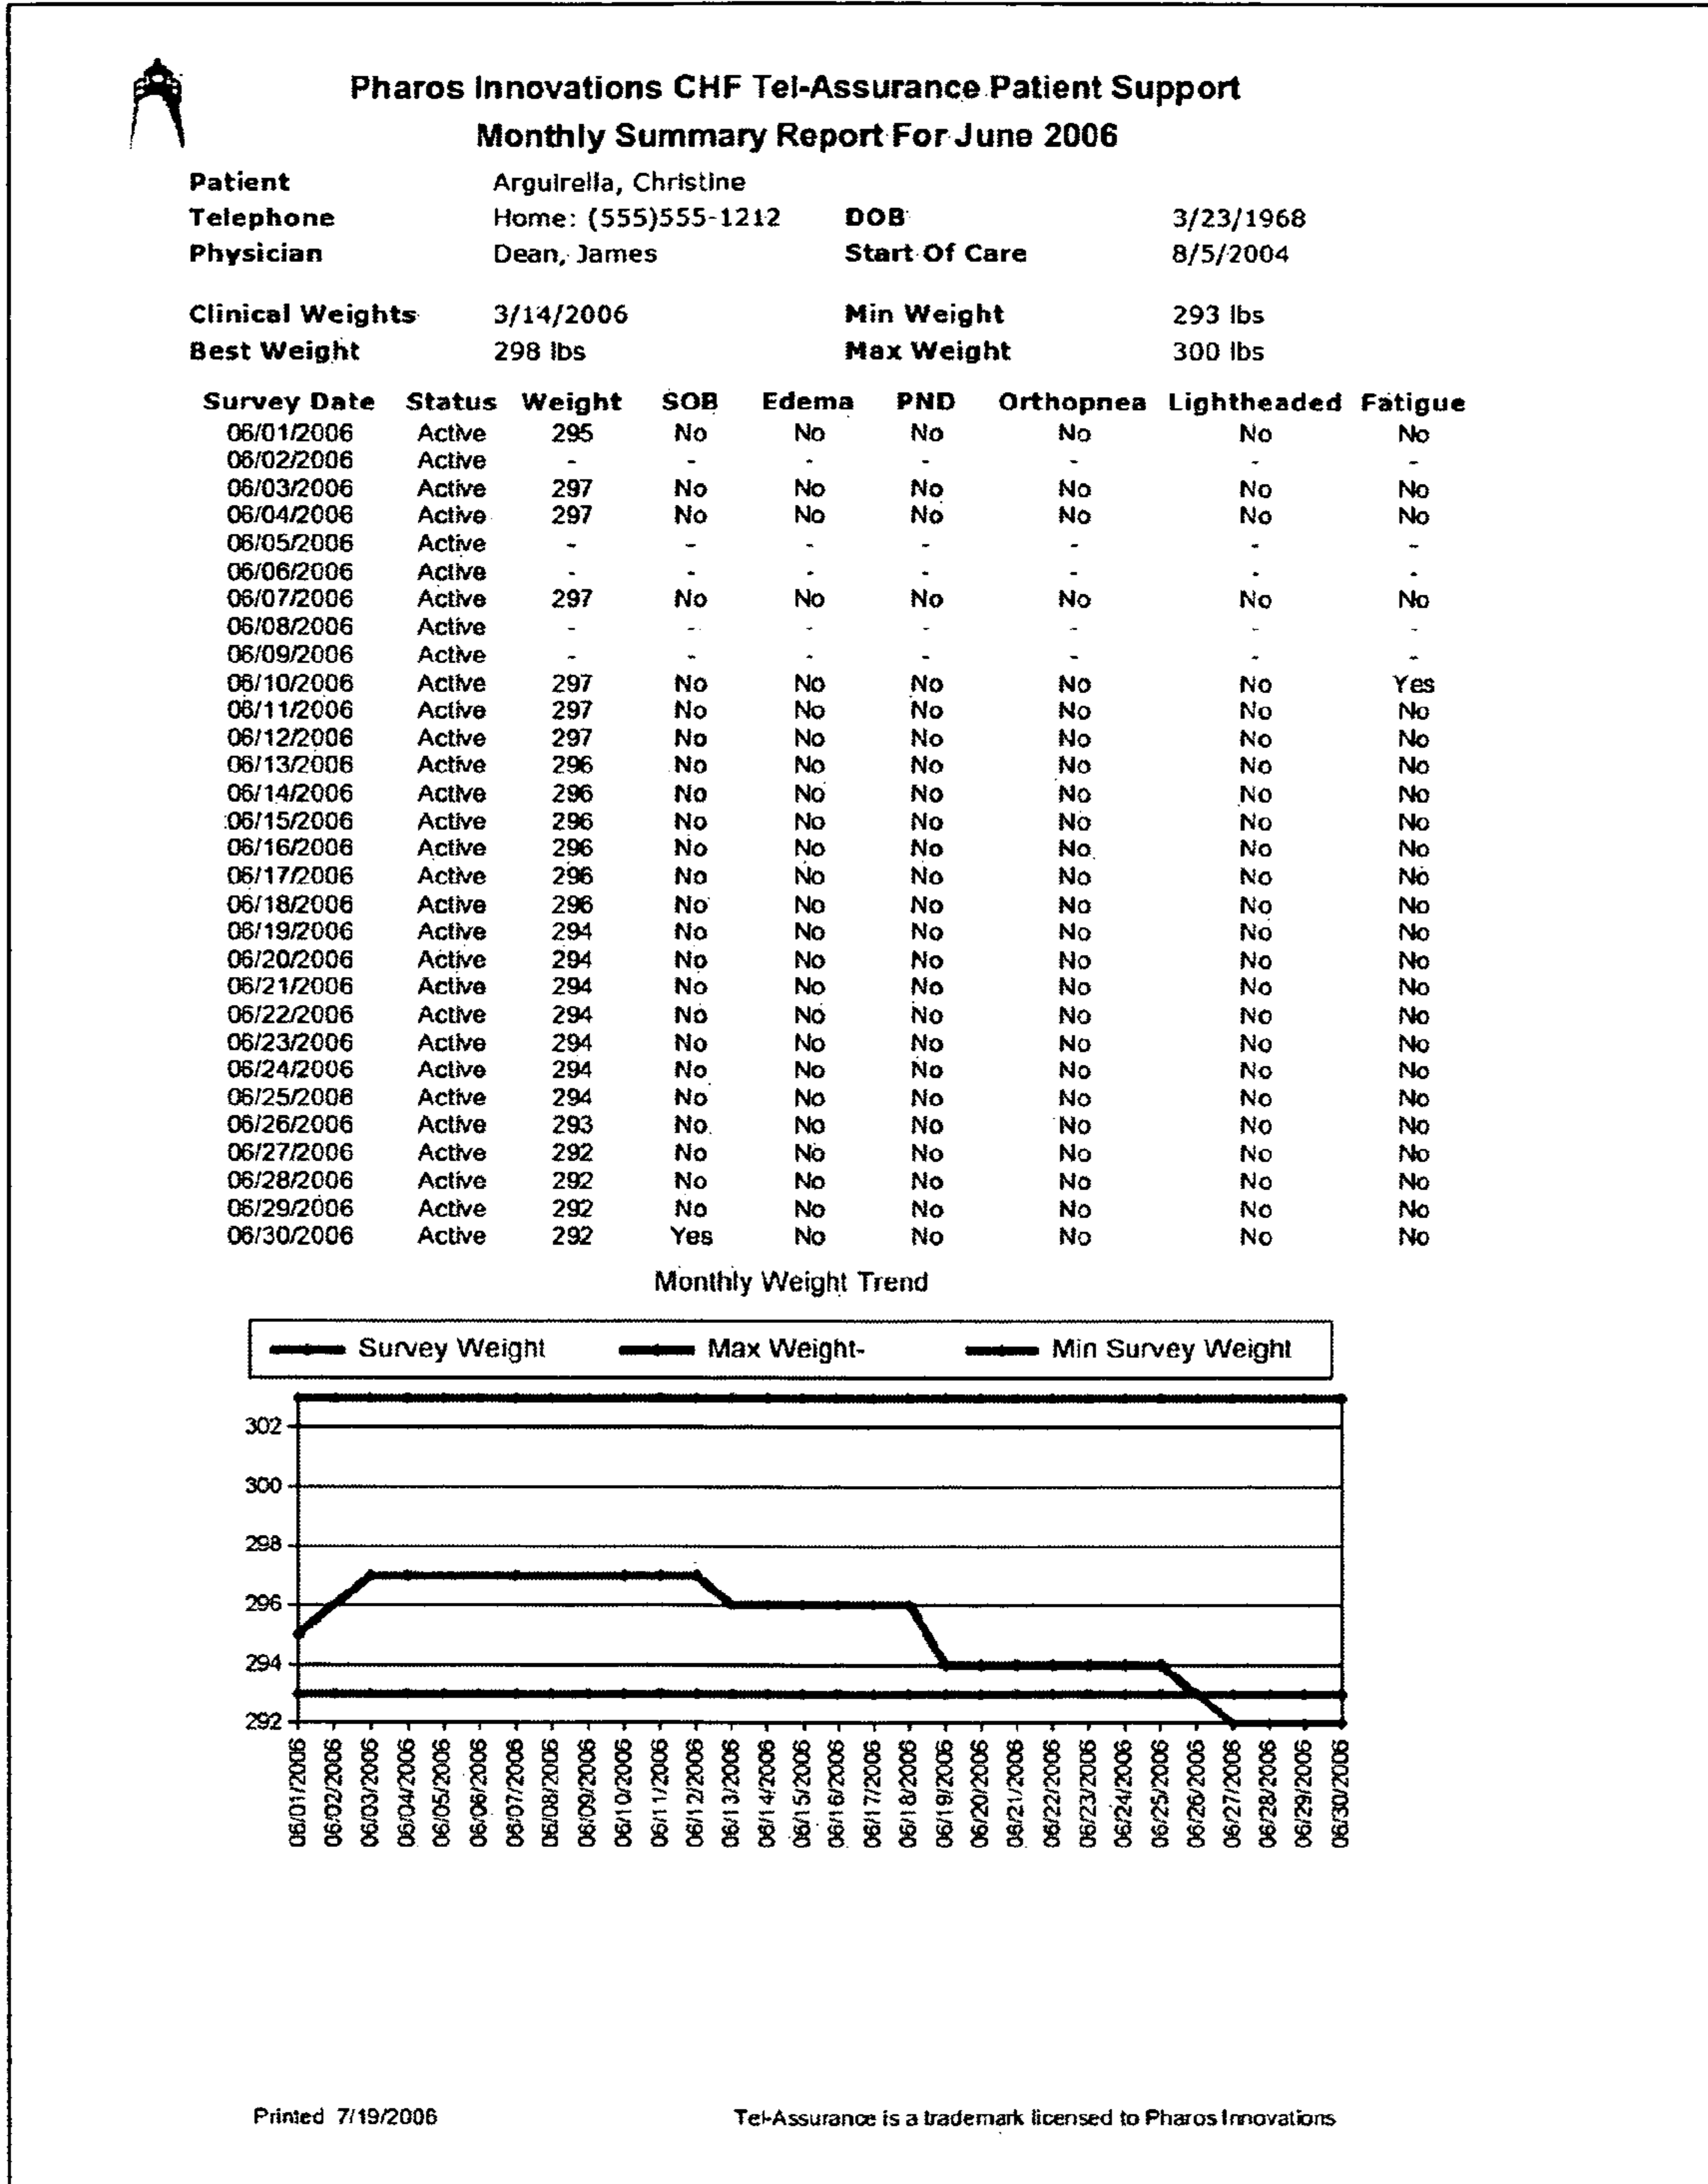 Pharos Innovations CHF Tel-Assurance Patient Support
Monthly Summary Report For June 2006
Patient Arguirella, Christine
Telephone Home: (555)555-1212 DOB 3/23/1968
Physician Dean, James Start Of Care 8/5/2004
Clinical Weights 3/14/2006 Min Weight 293 lbs
Best Weight 298 lbs Max Weight 300 lbs
Survey Date Status Weight SOB Edema PND Orthopnea Lightheaded Fatigue
06/01/2006 Active 295 No No No No No No
06/02/2006 Active - - - - - - -
06/03/2006 Active 297 No No No No No No
06/04/2006 Active 297 No No No No No No
06/05/2006 Active - - - - - - -
06/06/2006 Active - - - - - - -
06/07/2006 Active 297 No No No No No No
06/08/2006 Active - - - - - - -
06/09/2006 Active - - - - - - -
06/10/2006 Active 297 No No No No No Yes
06/11/2006 Active 297 No No No No No No
06/12/2006 Active 297 No No No No No No
06/13/2006 Active 296 No No No No No No
06/14/2006 Active 296 No No No No No No
06/15/2006 Active 296 No No No No No No
06/16/2006 Active 296 No No No No No No
06/17/2006 Active 296 No No No No No No
06/18/2006 Active 296 No No No No No No
06/19/2006 Active 294 No No No No No No
06/20/2006 Active 294 No No No No No No
06/21/2006 Active 294 No No No No No No
06/22/2006 Active 294 No No No No No No
06/23/2006 Active 294 No No No No No No
06/24/2006 Active 294 No No No No No No
06/25/2006 Active 294 No No No No No No
06/26/2006 Active 293 No No No No No No
06/27/2006 Active 292 No No No No No No
06/28/2006 Active 292 No No No No No No
06/29/2006 Active 292 No No No No No No
06/30/2006 Active 292 Yes No No No No No
Monthly Weight Trend
Survey Weight Max Weight- Min Survey Weight
302
300
298
296
294
292
06/01/2006
06/02/2006
06/03/2006
06/04/2006
06/05/2006
06/06/2006
06/07/2006
06/08/2006
06/09/2006
06/10/2006
06/11/2006
06/12/2006
06/13/2006
06/14/2006
06/15/2006
06/16/2006
06/17/2006
06/18/2006
06/19/2006
06/20/2006
06/21/2006
06/22/2006
06/23/2006
06/24/2006
06/25/2006
06/26/2006
06/27/2006
06/28/2006
06/29/2006
06/30/2006
Printed 7/19/2006 Tel-Assurance is a trademark licensed to Pharos Innovations